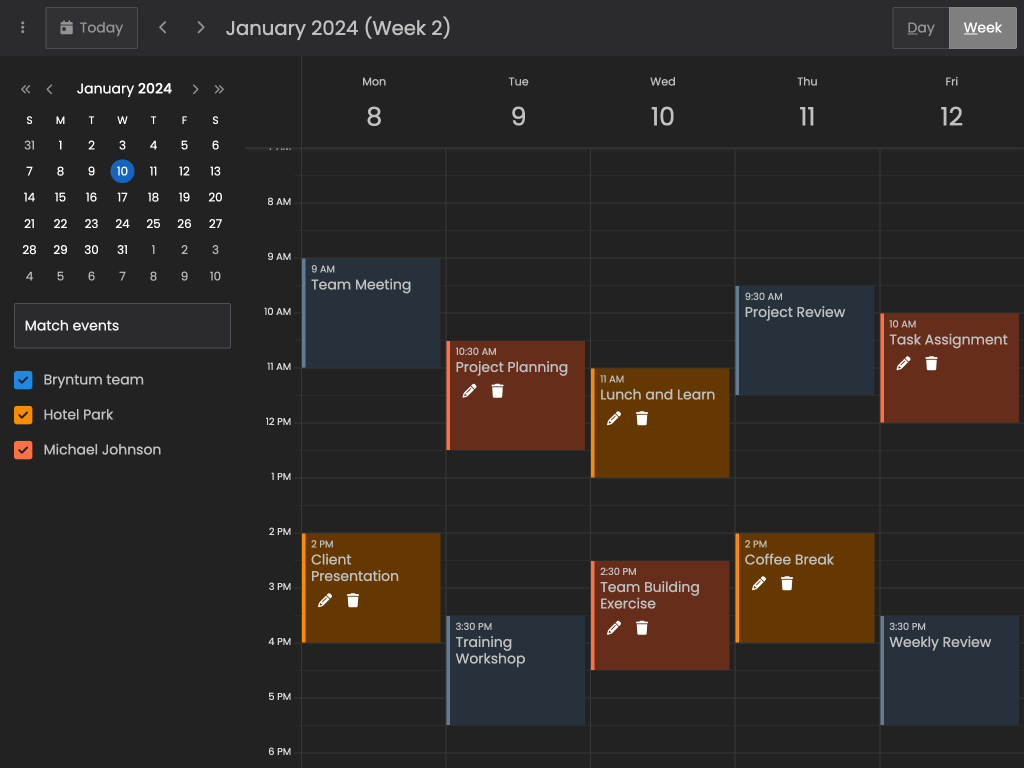 Today
January 2024 (Week 2)
Day
Week
January 2024
S M T W T F S
31 1 2 3 4 5 6
7 8 9 10 11 12 13
14 15 16 17 18 19 20
21 22 23 24 25 26 27
28 29 30 31 1 2 3
4 5 6 7 8 9 10
Match events
Bryntum team
Hotel Park
Michael Johnson
Mon
8
Tue
9
Wed
10
Thu
11
Fri
12
8 AM
9 AM
10 AM
11 AM
12 PM
1 PM
2 PM
3 PM
4 PM
5 PM
6 PM
9 AM
Team Meeting
2 PM
Client
Presentation
10:30 AM
Project Planning
3:30 PM
Training
Workshop
11 AM
Lunch and Learn
2:30 PM
Team Building
Exercise
9:30 AM
Project Review
2 PM
Coffee Break
10 AM
Task Assignment
3:30 PM
Weekly Review